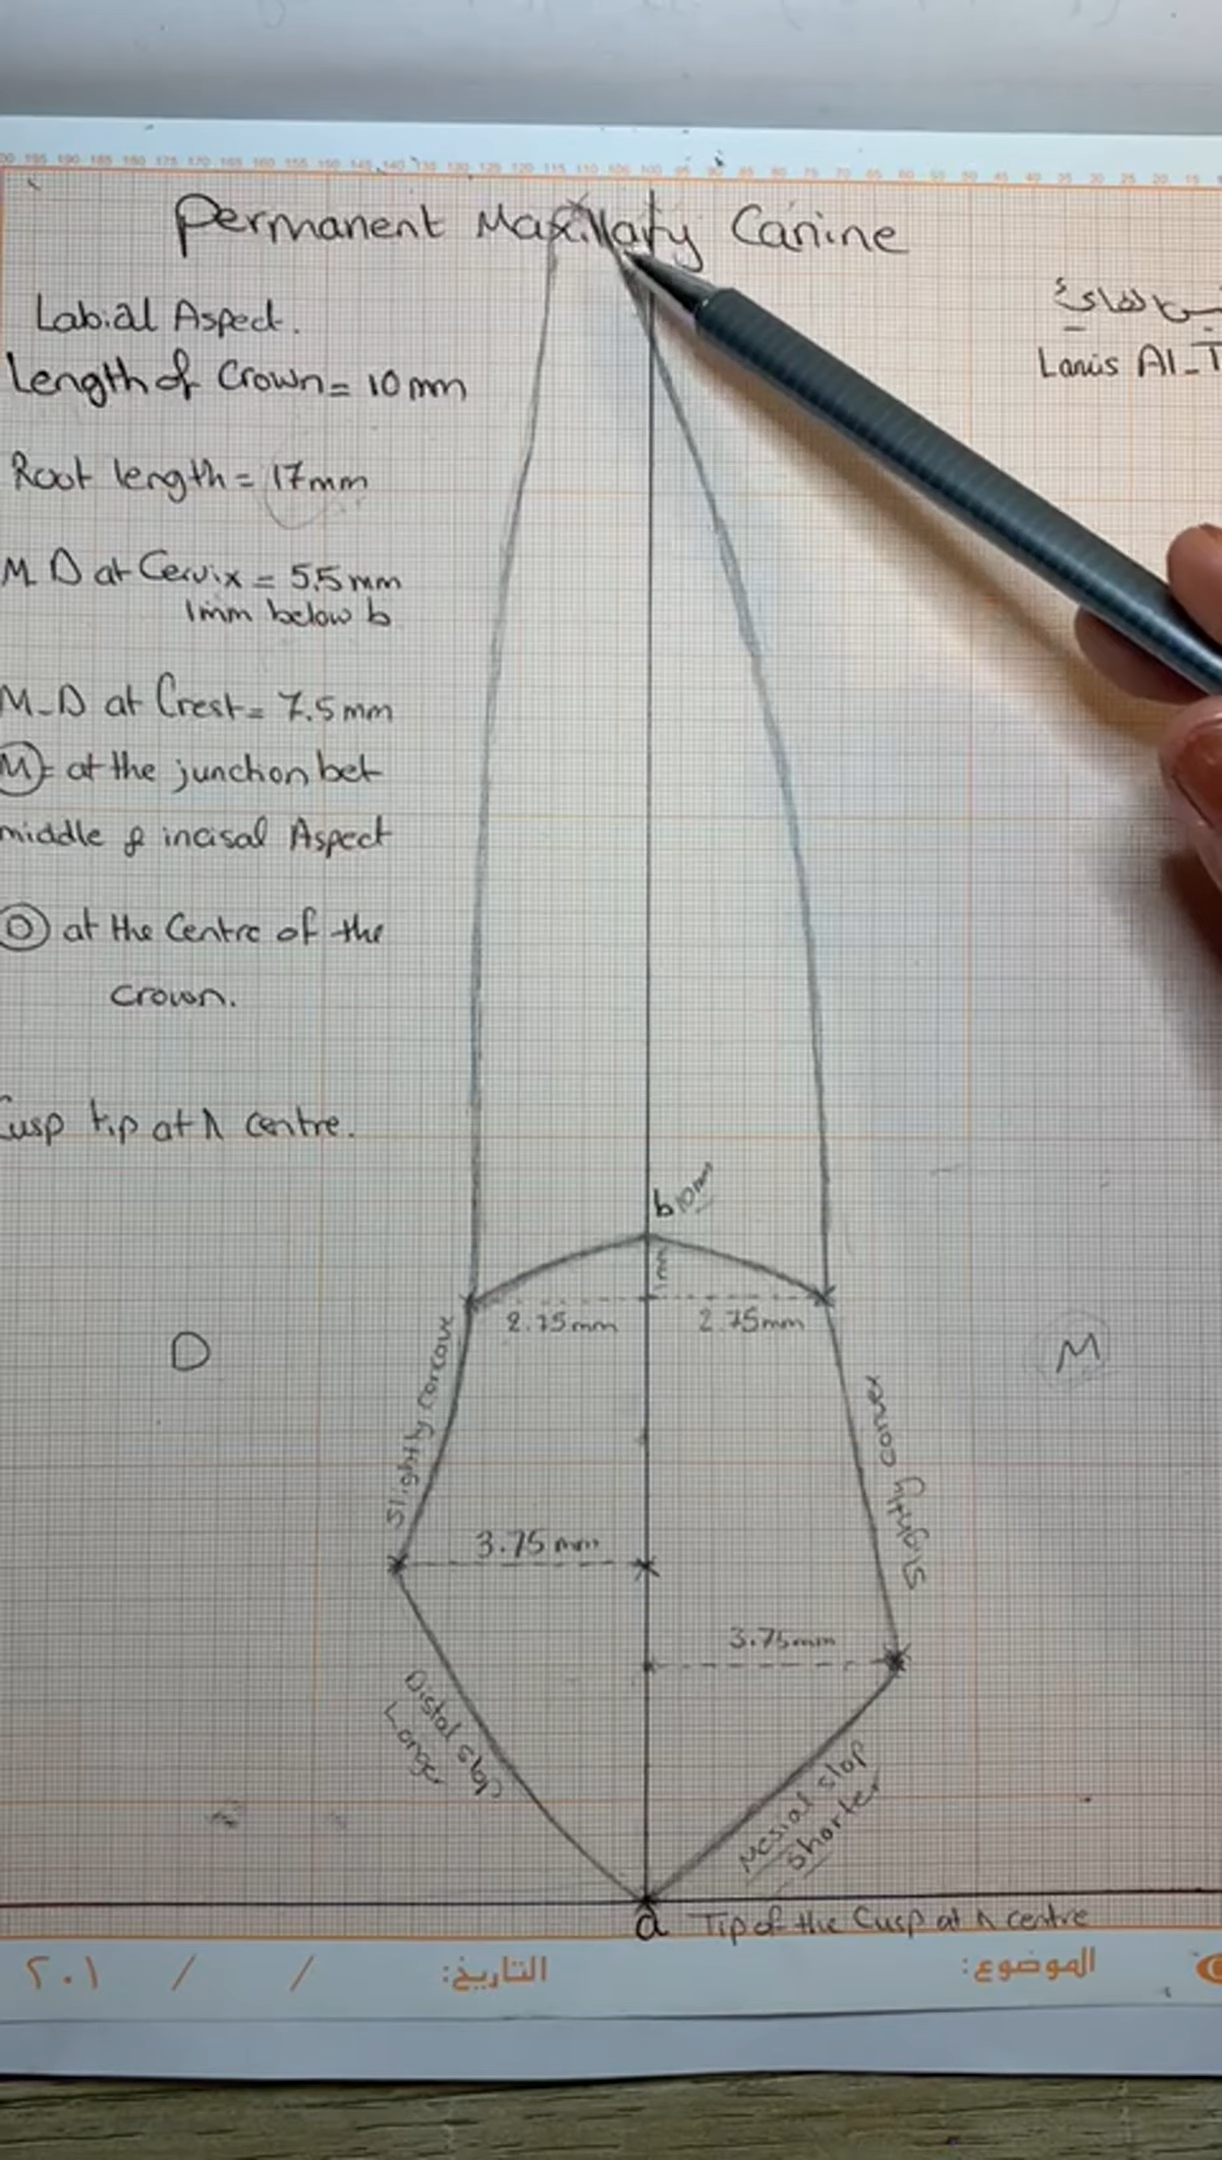 Permanent Maxillary Canine
Labial Aspect.
Length of Crown = 10 mm
Root length = 17mm
M D at Cervix = 5.5 mm
1mm below b
M-D at Crest = 7.5 mm
M = at the junction bet
middle & incisal Aspect
D at the Centre of the
crown.
Cusp tip at centre.
Lanis Al-T
b 10m
1mm
2.75mm
2.75mm
D
M
Slightly concave
Slightly convex
3.75 mm
3.75mm
Distal slop
Longer
Mesial slop
shorter
a Tip of the Cusp at centre
الموضوع:
التاريخ: / / ٢٠١